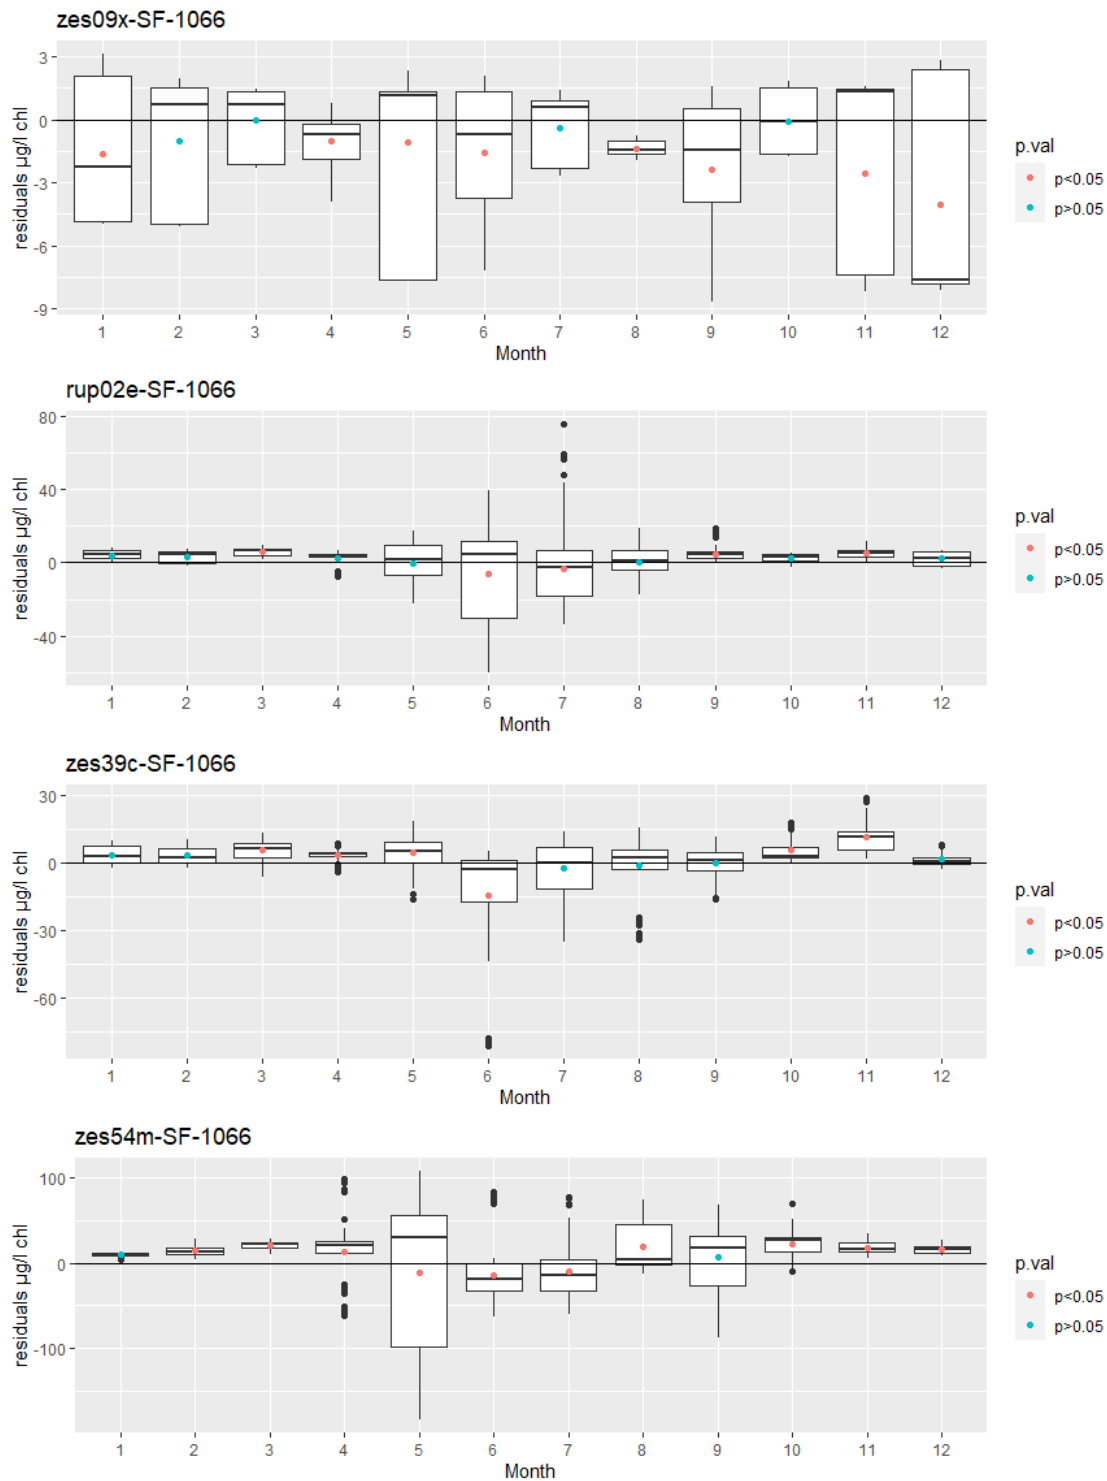 zes09x-SF-1066
residuals µg/l chl
3
0
-3
-6
-9
1 2 3 4 5 6 7 8 9 10 11 12
Month
p.val
p<0.05
p>0.05
rup02e-SF-1066
residuals µg/l chl
80
40
0
-40
1 2 3 4 5 6 7 8 9 10 11 12
Month
p.val
p<0.05
p>0.05
zes39c-SF-1066
residuals µg/l chl
30
0
-30
-60
1 2 3 4 5 6 7 8 9 10 11 12
Month
p.val
p<0.05
p>0.05
zes54m-SF-1066
residuals µg/l chl
100
0
-100
1 2 3 4 5 6 7 8 9 10 11 12
Month
p.val
p<0.05
p>0.05